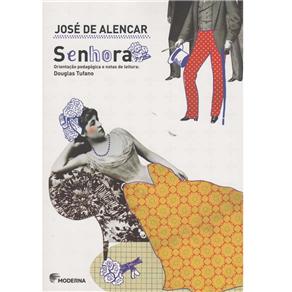 JOSÉ DE ALENCAR
Senhora
Orientação pedagógica e notas de leitura:
Douglas Tufano
MODERNA